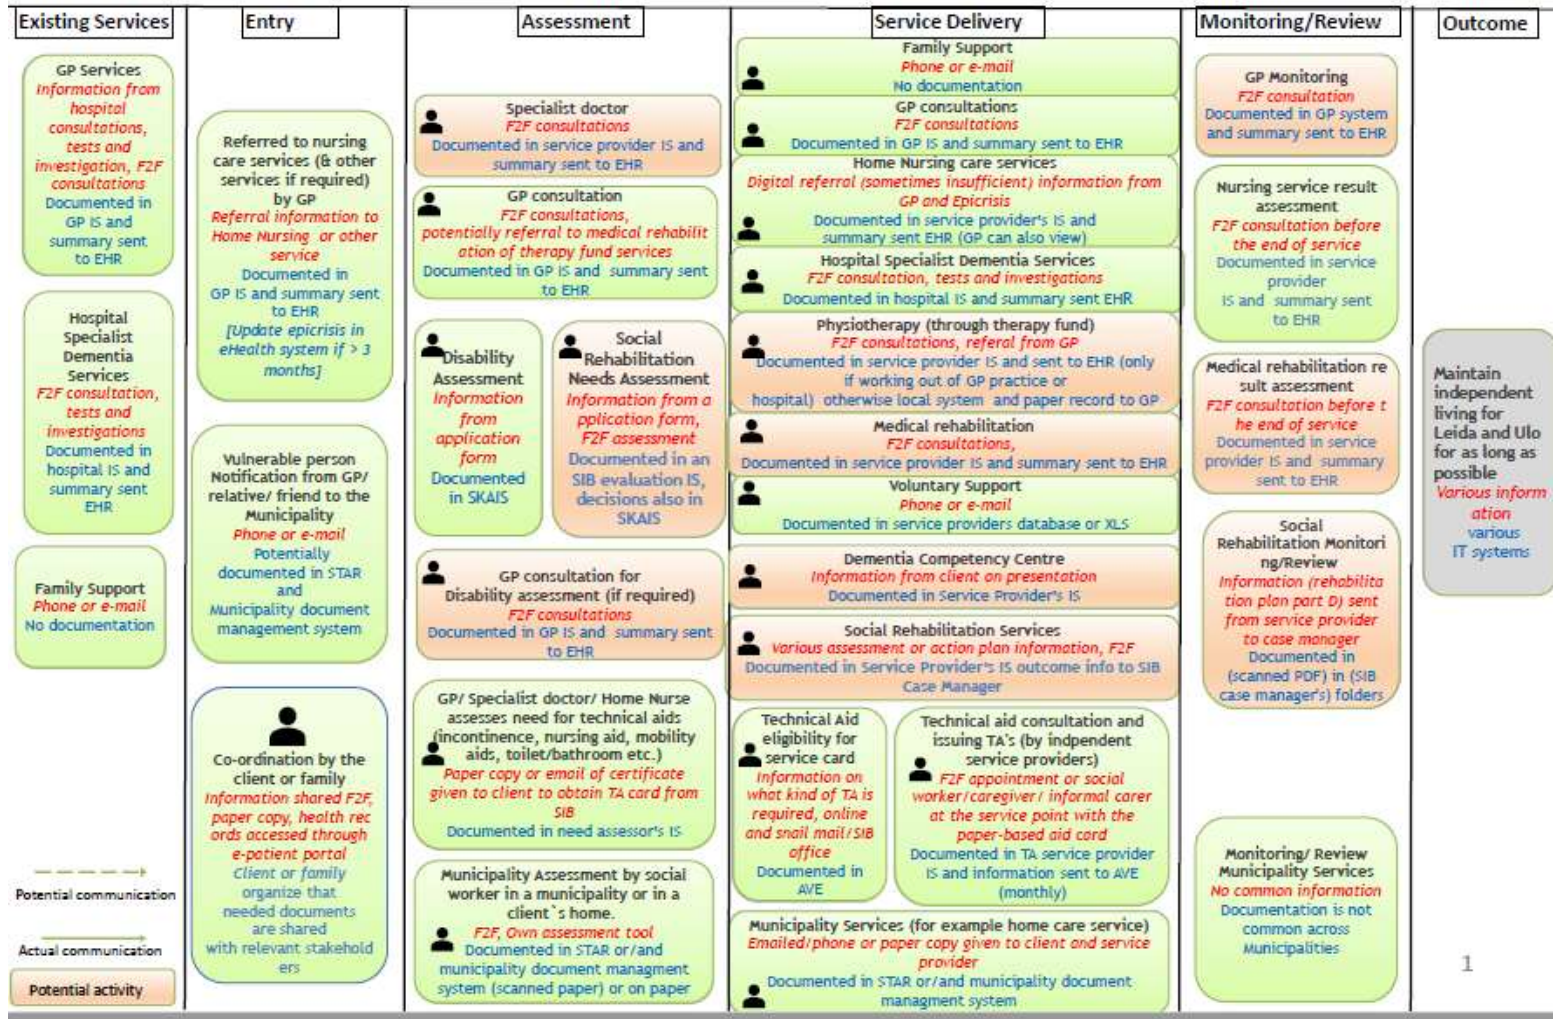 Existing Services
Entry
Assessment
Service Delivery
Monitoring/Review
Outcome
GP Services
Information from
hospital
consultations,
tests and
investigation, F2F
consultations
Documented in
GP IS and
summary sent
to EHR
Hospital
Specialist
Dementia
Services
F2F consultation,
tests and
investigations
Documented in
hospital IS and
summary sent
EHR
Family Support
Phone or e-mail
No documentation
Potential communication
Actual communication
Potential activity
Referred to nursing
care services (& other
services if required)
by GP
Referral information to
Home Nursing or other
service
Documented in
GP IS and summary sent
to EHR
[Update epicrisis in
eHealth system if > 3
months]
Vulnerable person
Notification from GP/
relative/ friend to the
Municipality
Phone or e-mail
Potentially
documented in STAR
and
Municipality document
management system
Co-ordination by the
client or family
Information shared F2F,
paper copy, health rec
ords accessed through
e-patient portal
Client or family
organize that
needed documents
are shared
with relevant stakehold
ers
Specialist doctor
F2F consultations
Documented in service provider IS and
summary sent to EHR
GP consultation
F2F consultations,
potentially referral to medical rehabilit
ation of therapy fund services
Documented in GP IS and summary sent
to EHR
Disability
Assessment
Information
from
application
form
Documented
in SKAIS
Social
Rehabilitation
Needs Assessment
Information from a
pplication form,
F2F assessment
Documented in an
SIB evaluation IS,
decisions also in
SKAIS
GP consultation for
Disability assessment (if required)
F2F consultations
Documented in GP IS and summary sent
to EHR
GP/ Specialist doctor/ Home Nurse
assesses need for technical aids
(incontinence, nursing aid, mobility
aids, toilet/bathroom etc.)
Paper copy or email of certificate
given to client to obtain TA card from
SIB
Documented in need assessor's IS
Municipality Assessment by social
worker in a municipality or in a
client`s home.
F2F, Own assessment tool
Documented in STAR or/and
municipality document managment
system (scanned paper) or on paper
Family Support
Phone or e-mail
No documentation
GP consultations
F2F consultations
Documented in GP IS and summary sent to EHR
Home Nursing care services
Digital referral (sometimes insufficient) information from
GP and Epicrisis
Documented in service provider's IS and
summary sent EHR (GP can also view)
Hospital Specialist Dementia Services
F2F consultation, tests and investigations
Documented in hospital IS and summary sent EHR
Physiotherapy (through therapy fund)
F2F consultations, referal from GP
Documented in service provider IS and sent to EHR (only
if working out of GP practice or
hospital) otherwise local system and paper record to GP
Medical rehabilitation
F2F consultations,
Documented in service provider IS and summary sent to EHR
Voluntary Support
Phone or e-mail
Documented in service providers database or XLS
Dementia Competency Centre
Information from client on presentation
Documented in Service Provider's IS
Social Rehabilitation Services
Various assessment or action plan information, F2F
Documented in Service Provider's IS outcome info to SIB
Case Manager
Technical Aid
eligibility for
service card
Information on
what kind of TA is
required, online
and snail mail/SIB
office
Documented in
AVE
Technical aid consultation and
issuing TA's (by indpendent
service providers)
F2F appointment or social
worker/caregiver/ informal carer
at the service point with the
paper-based aid card
Documented in TA service provider
IS and information sent to AVE
(monthly)
Municipality Services (for example home care service)
Emailed/phone or paper copy given to client and service
provider
Documented in STAR or/and municipality document
managment system
GP Monitoring
F2F consultation
Documented in GP system
and summary sent to EHR
Nursing service result
assessment
F2F consultation before
the end of service
Documented in service
provider
IS and summary sent
to EHR
Medical rehabilitation re
sult assessment
F2F consultation before t
he end of service
Documented in service
provider IS and summary
sent to EHR
Social
Rehabilitation Monitori
ng/Review
Information (rehabilita
tion plan part D) sent
from service provider
to case manager
Documented in
(scanned PDF) in (SIB
case manager's) folders
Monitoring/ Review
Municipality Services
No common information
Documentation is not
common across
Municipalities
Maintain
independent
living for
Leida and Ulo
for as long as
possible
Various inform
ation
various
IT systems
1